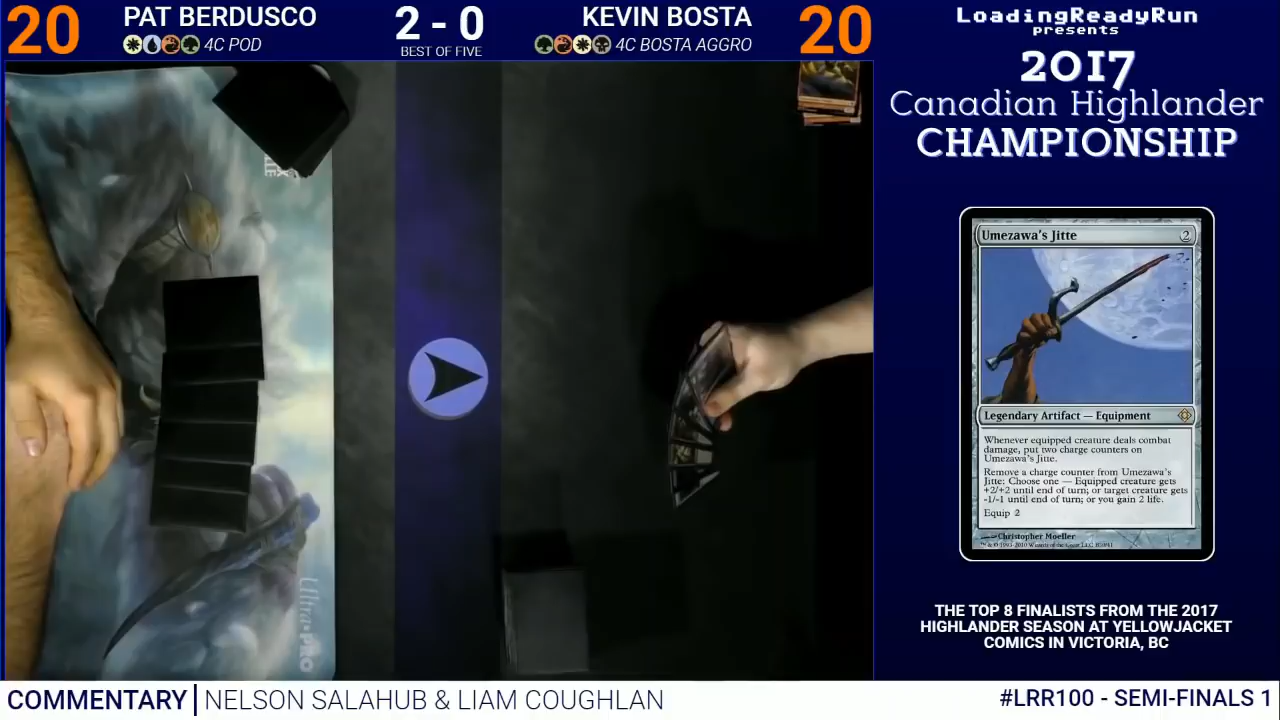 20
PAT BERDUSCO
4C POD
2 - 0
BEST OF FIVE
KEVIN BOSTA
4C BOSTA AGGRO
20
LoadingReadyRun
presents
2017
Canadian Highlander
CHAMPIONSHIP
Umezawa's Jitte 2
Legendary Artifact — Equipment
Whenever equipped creature deals combat
damage, put two charge counters on
Umezawa's Jitte.
Remove a charge counter from Umezawa's
Jitte: Choose one — Equipped creature gets
+2/+2 until end of turn; or target creature gets
-1/-1 until end of turn; or you gain 2 life.
Equip 2
Christopher Moeller
THE TOP 8 FINALISTS FROM THE 2017
HIGHLANDER SEASON AT YELLOWJACKET
COMICS IN VICTORIA, BC
Ultra•PRO
COMMENTARY | NELSON SALAHUB & LIAM COUGHLAN
#LRR100 - SEMI-FINALS 1